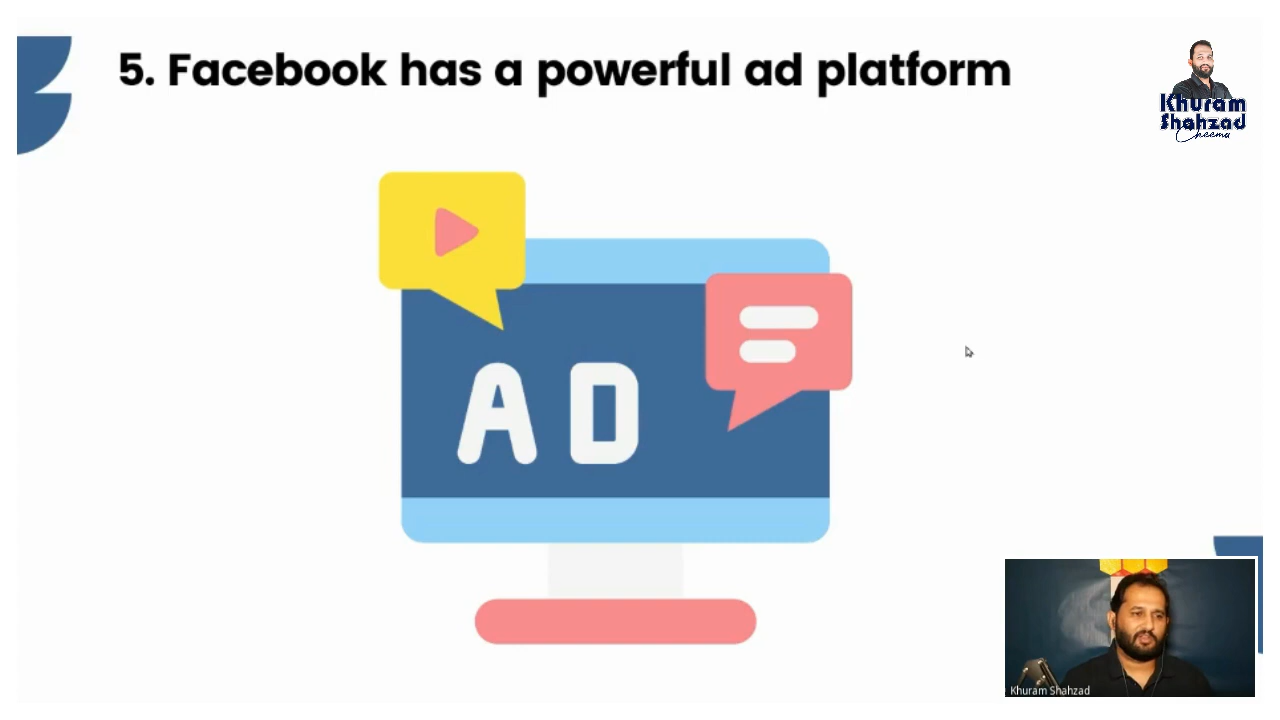 5. Facebook has a powerful ad platform
Khuram
Shahzad
Cheema
AD
Khuram Shahzad